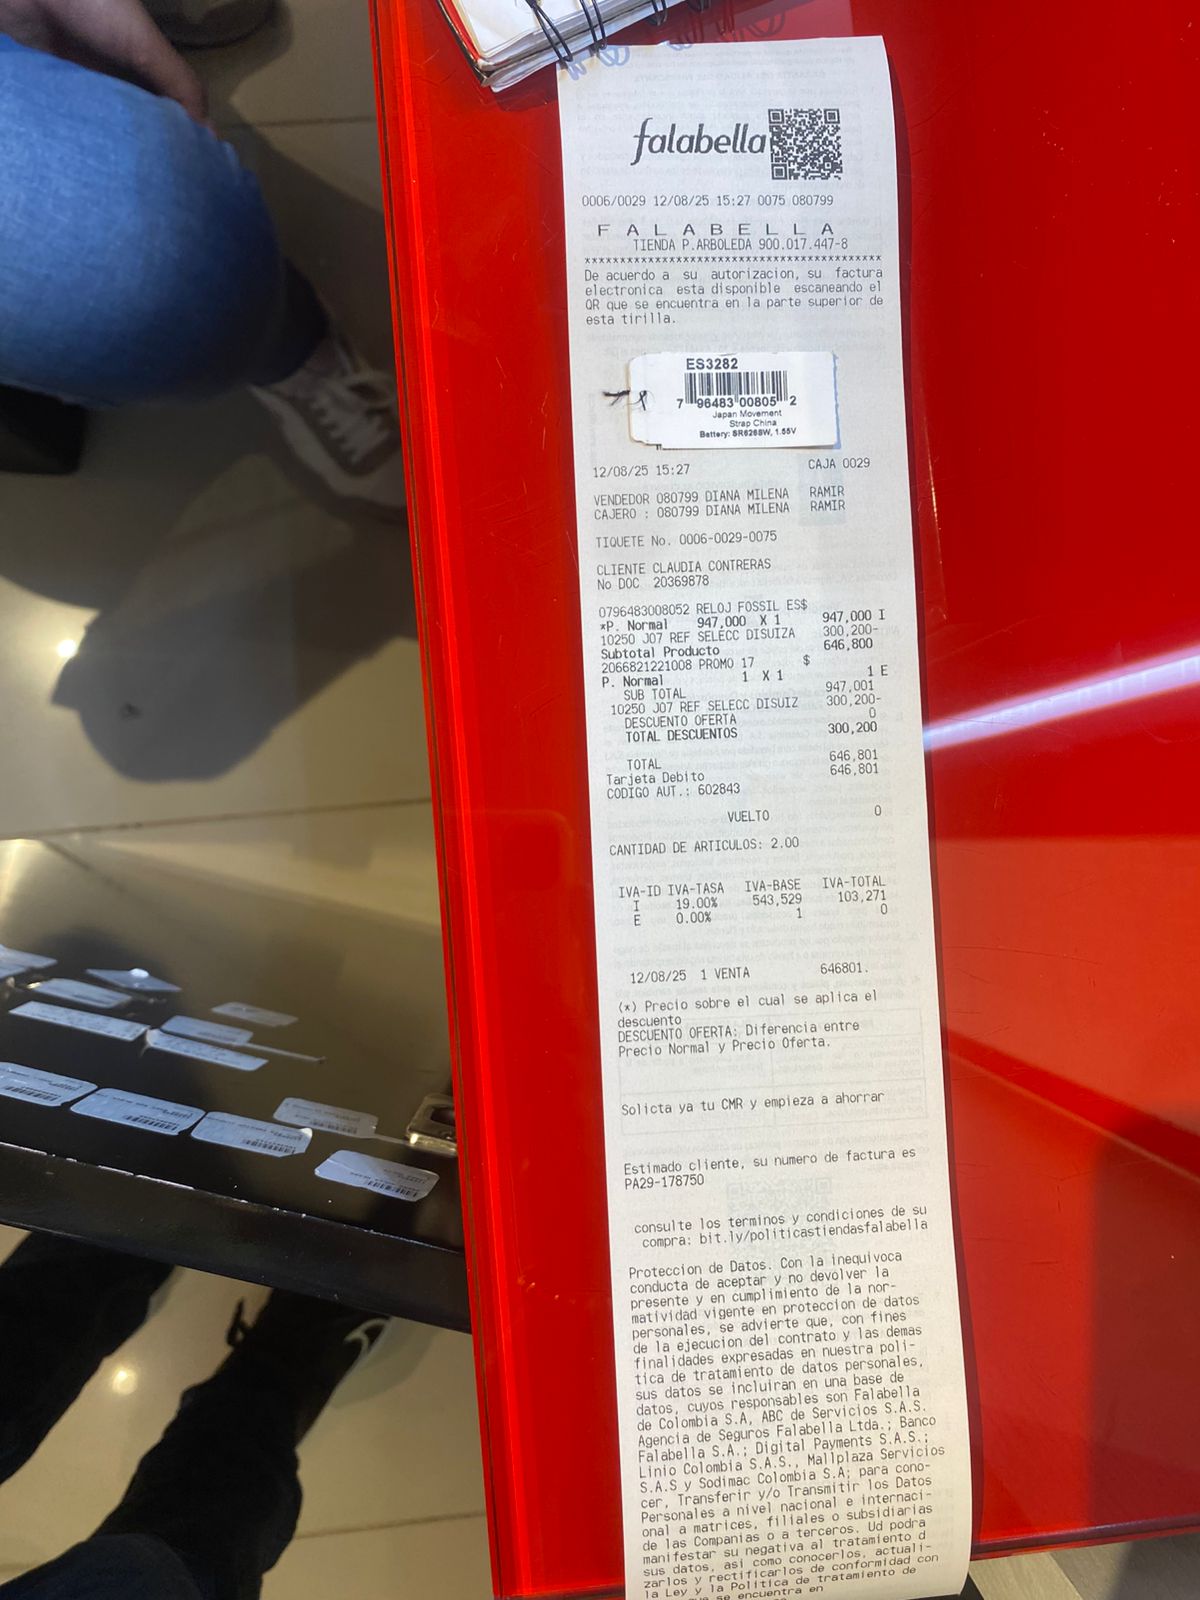 falabella
0006/0029 12/08/25 15:27 0075 080799
F A L A B E L L A
TIENDA P.ARBOLEDA 900.017.447-8
******************************************
De acuerdo a su autorizacion, su factura
electronica esta disponible escaneando el
QR que se encuentra en la parte superior de
esta tirilla.
ES3282
7 96483 00805 2
Japan Movement
Strap China
Battery: SR626SW, 1.55V
12/08/25 15:27 CAJA 0029
VENDEDOR 080799 DIANA MILENA RAMIR
CAJERO : 080799 DIANA MILENA RAMIR
TIQUETE No. 0006-0029-0075
CLIENTE CLAUDIA CONTRERAS
No DOC 20369878
0796483008052 RELOJ FOSSIL ES$
*P. Normal 947,000 X 1 947,000 I
10250 J07 REF SELECC DISUIZA 300,200-
Subtotal Producto 646,800
2066821221008 PROMO 17 $
P. Normal 1 X 1 1 E
SUB TOTAL 947,001
10250 J07 REF SELECC DISUIZ 300,200-
DESCUENTO OFERTA 0
TOTAL DESCUENTOS 300,200
TOTAL 646,801
Tarjeta Debito 646,801
CODIGO AUT.: 602843
VUELTO 0
CANTIDAD DE ARTICULOS: 2.00
IVA-ID IVA-TASA IVA-BASE IVA-TOTAL
I 19.00% 543,529 103,271
E 0.00% 1 0
12/08/25 1 VENTA 646801.
(*) Precio sobre el cual se aplica el
descuento
DESCUENTO OFERTA: Diferencia entre
Precio Normal y Precio Oferta.
Solicta ya tu CMR y empieza a ahorrar
Estimado cliente, su numero de factura es
PA29-178750
consulte los terminos y condiciones de su
compra: bit.ly/politicastiendasfalabella
Proteccion de Datos. Con la inequivoca
conducta de aceptar y no devolver la
presente y en cumplimiento de la nor-
matividad vigente en proteccion de datos
personales, se advierte que, con fines
de la ejecucion del contrato y las demas
finalidades expresadas en nuestra poli-
tica de tratamiento de datos personales,
sus datos se incluiran en una base de
datos, cuyos responsables son Falabella
de Colombia S.A, ABC de Servicios S.A.S.
Agencia de Seguros Falabella Ltda.; Banco
Falabella S.A.; Digital Payments S.A.S.;
Linio Colombia S.A.S., Mallplaza Servicios
S.A.S y Sodimac Colombia S.A; para cono-
cer, Transferir y/o Transmitir los Datos
Personales a nivel nacional e internaci-
onal a matrices, filiales o subsidiarias
de las Companias o a terceros. Ud podra
manifestar su negativa al tratamiento d
sus datos, asi como conocerlos, actuali-
zarlos y rectificarlos de conformidad con
la Ley y la Politica de tratamiento de
se encuentra en